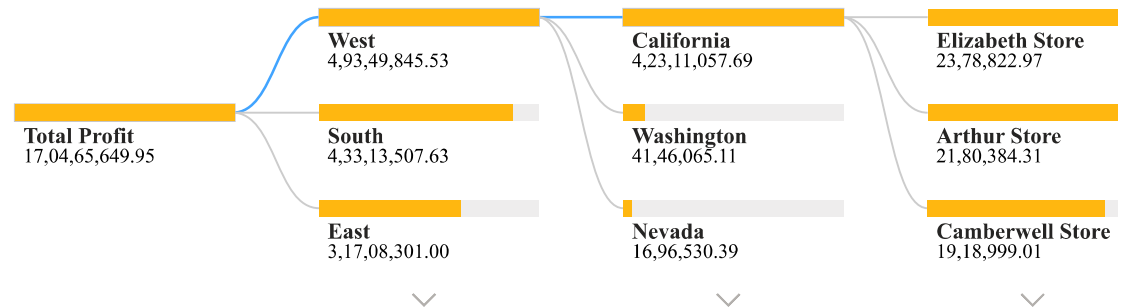 Total Profit
17,04,65,649.95
West
4,93,49,845.53
South
4,33,13,507.63
East
3,17,08,301.00
California
4,23,11,057.69
Washington
41,46,065.11
Nevada
16,96,530.39
Elizabeth Store
23,78,822.97
Arthur Store
21,80,384.31
Camberwell Store
19,18,999.01